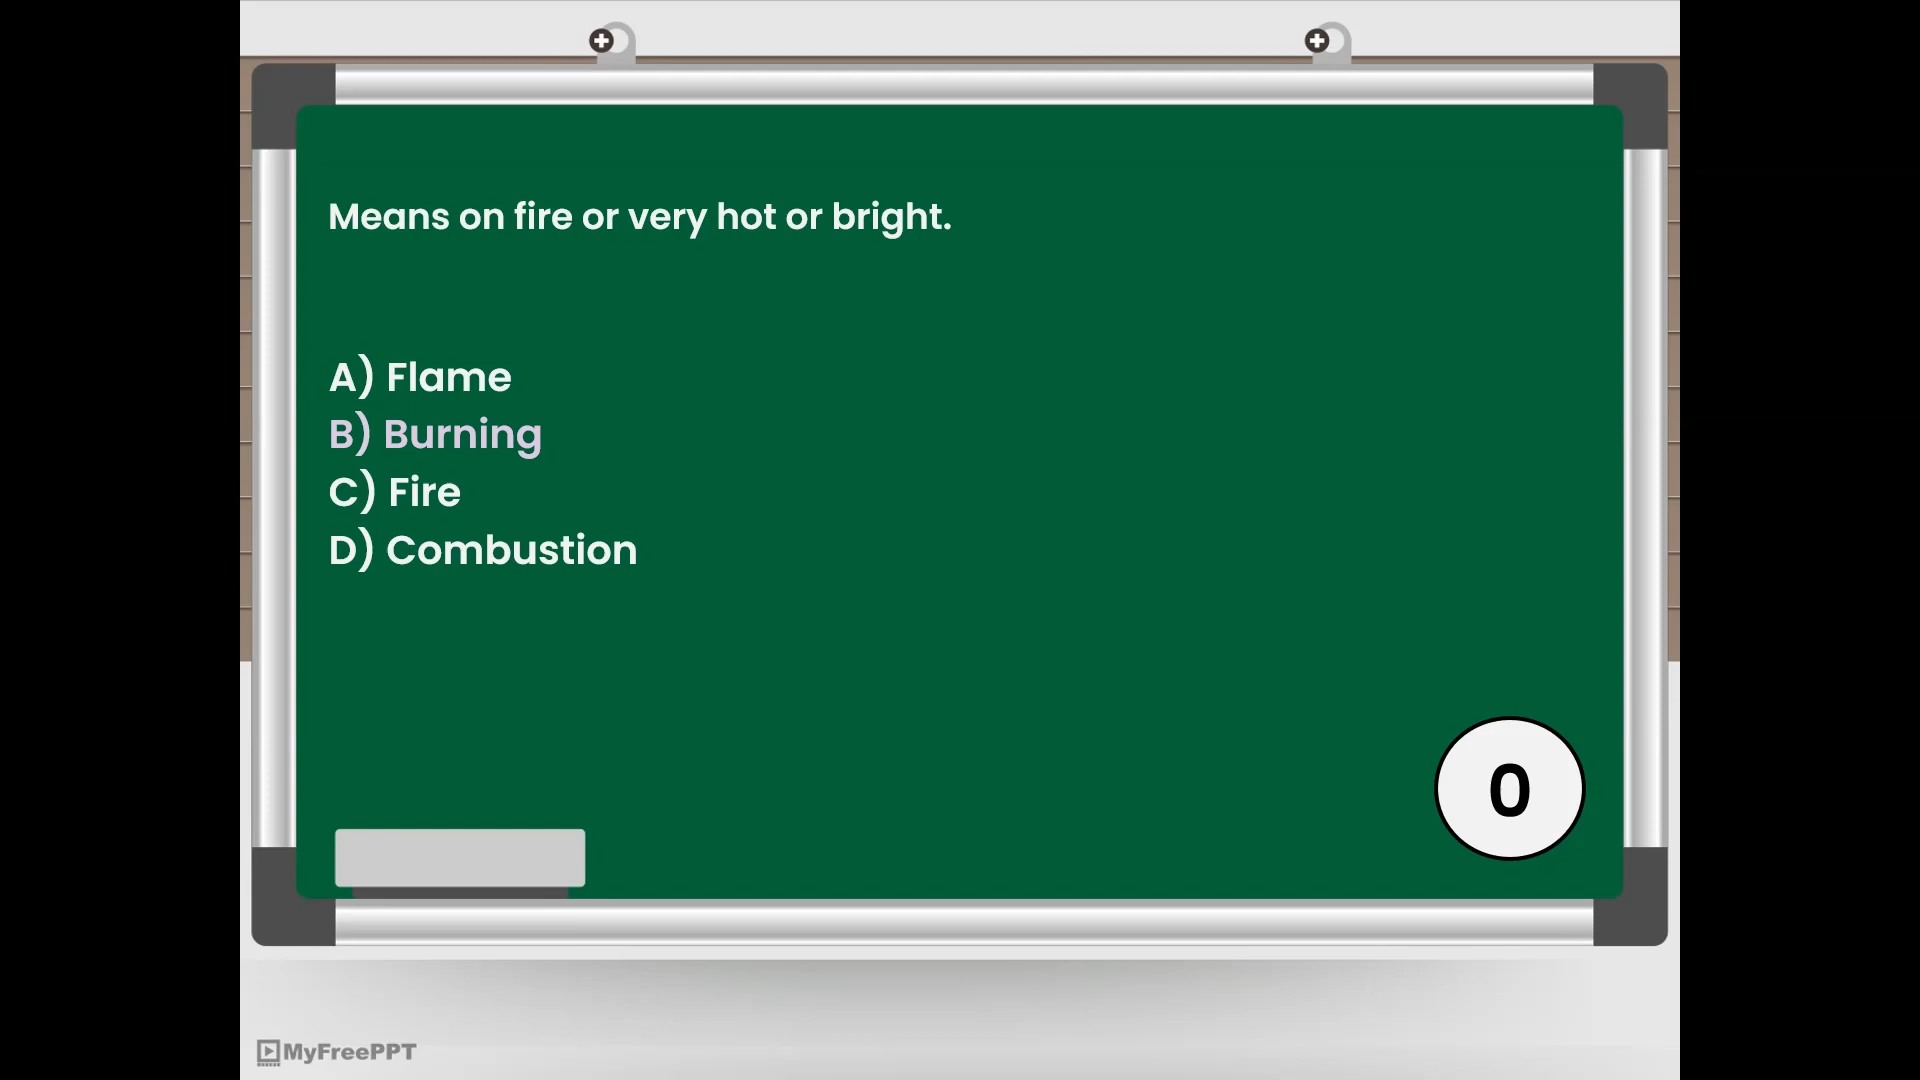 Means on fire or very hot or bright.
A) Flame
B) Burning
C) Fire
D) Combustion
0
MyFreePPT